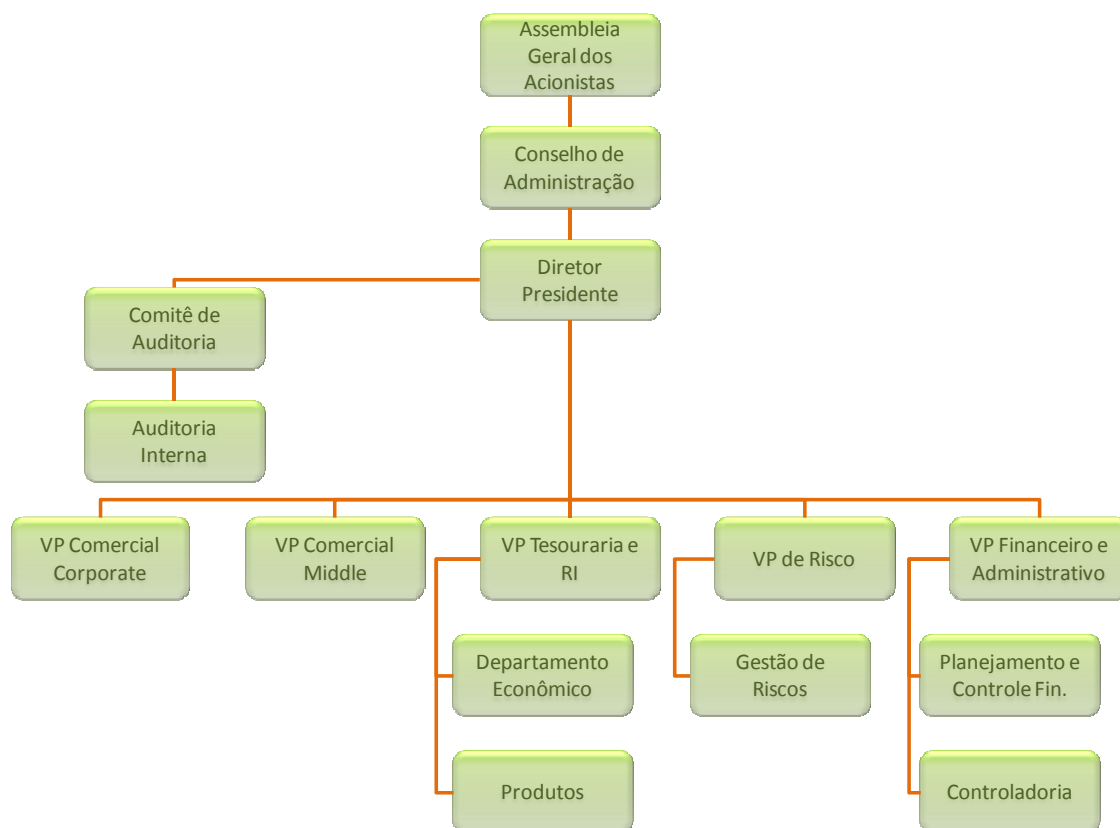 Assembleia
Geral dos
Acionistas
Conselho de
Administração
Diretor
Presidente
Comitê de
Auditoria
Auditoria
Interna
VP Comercial
Corporate
VP Comercial
Middle
VP Tesouraria e
RI
VP de Risco
VP Financeiro e
Administrativo
Departamento
Econômico
Gestão de
Riscos
Planejamento e
Controle Fin.
Produtos
Controladoria